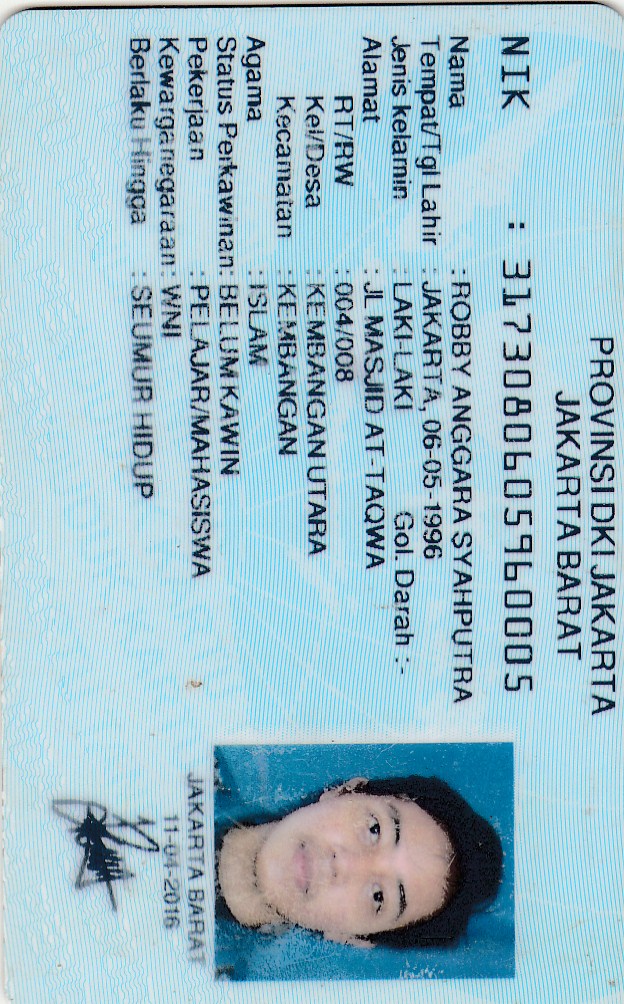 PROVINSI DKI JAKARTA
JAKARTA BARAT
NIK : 3173080605960005
Nama : ROBBY ANGGARA SYAHPUTRA
Tempat/Tgl Lahir : JAKARTA, 06-05-1996
Jenis kelamin : LAKI-LAKI Gol. Darah :-
Alamat : JL MASJID AT-TAQWA
RT/RW : 004/008
Kel/Desa : KEMBANGAN UTARA
Kecamatan : KEMBANGAN
Agama : ISLAM
Status Perkawinan: BELUM KAWIN
Pekerjaan : PELAJAR/MAHASISWA
Kewarganegaraan: WNI
Berlaku Hingga : SEUMUR HIDUP
JAKARTA BARAT
11-04-2016